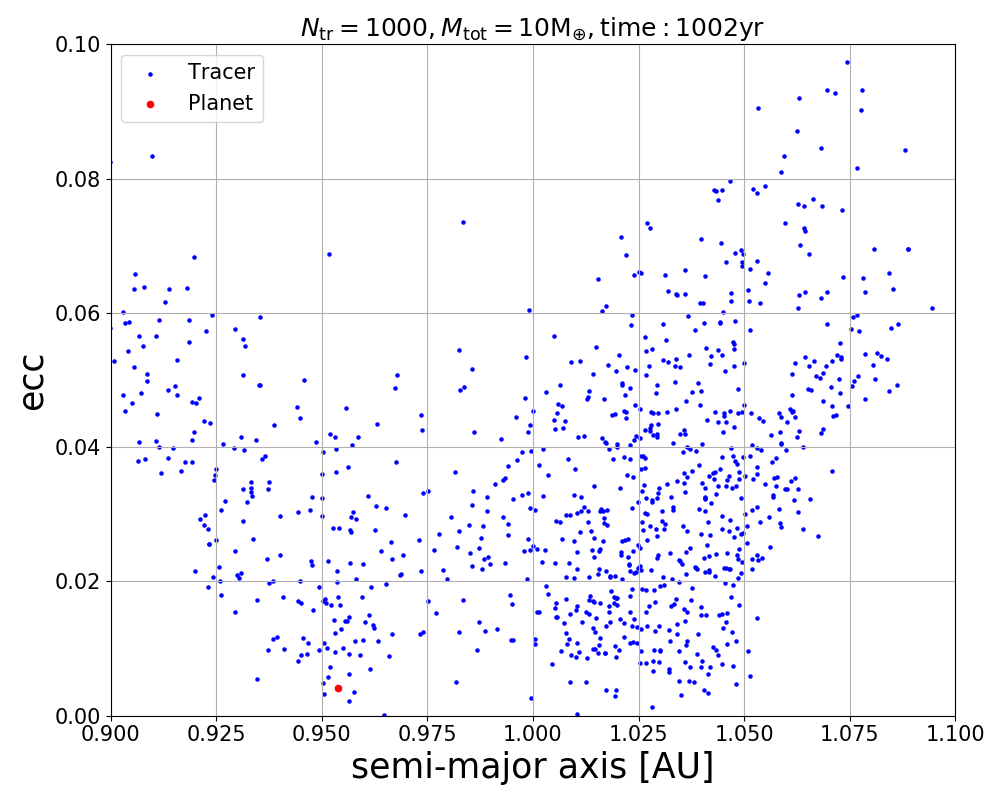 N_tr = 1000, M_tot = 10M_⊕, time : 1002yr
Tracer
Planet
0.10
0.08
0.06
0.04
0.02
0.00
ecc
0.900 0.925 0.950 0.975 1.000 1.025 1.050 1.075 1.100
semi-major axis [AU]